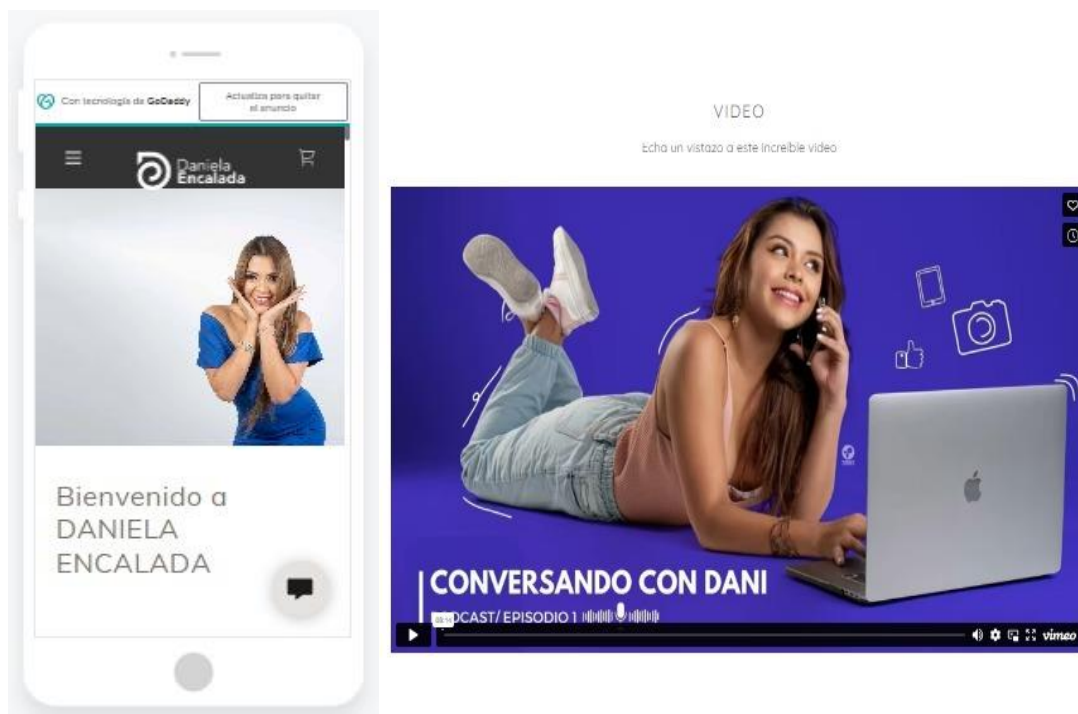 Con tecnología de GoDaddy
Actualiza para quitar
el anuncio
Daniela
Encalada
Bienvenido a
DANIELA
ENCALADA
VIDEO
Echa un vistazo a este increíble video
CONVERSANDO CON DANI
PODCAST/ EPISODIO 1
vimeo